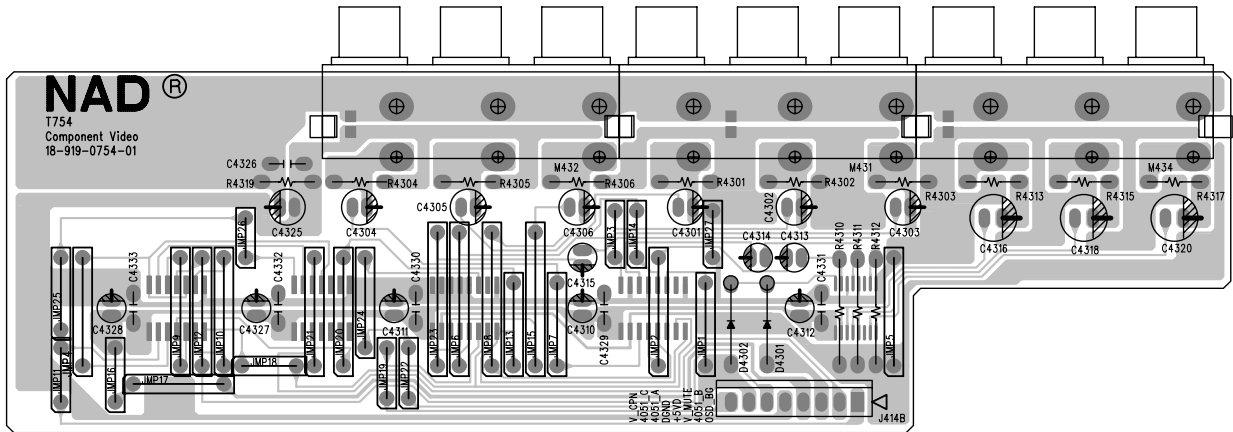 NAD ®
T754
Component Video
18-919-0754-01
C4326
R4319
R4304
R4305
M432
R4306
R4301
R4302
M431
R4303
R4313
R4315
M434
R4317
C4325
C4304
C4305
C4306
C4301
C4302
C4303
C4316
C4318
C4320
JMP26
JMP3
JMP14
JMP27
C4314
C4313
R4310
R4311
R4312
C4333
C4332
C4330
C4315
C4331
JMP25
C4328
C4327
C4311
C4310
C4329
C4312
JMP4
JMP9
JMP12
JMP10
JMP21
JMP20
JMP24
JMP23
JMP6
JMP8
JMP13
JMP15
JMP7
JMP2
JMP1
D4302
D4301
JMP5
JMP11
JMP16
JMP17
JMP18
JMP19
JMP22
V_CPN
4051_C
4051_A
DGND
+5VD
V_MUTE
4051_B
OSD_BG
J414B